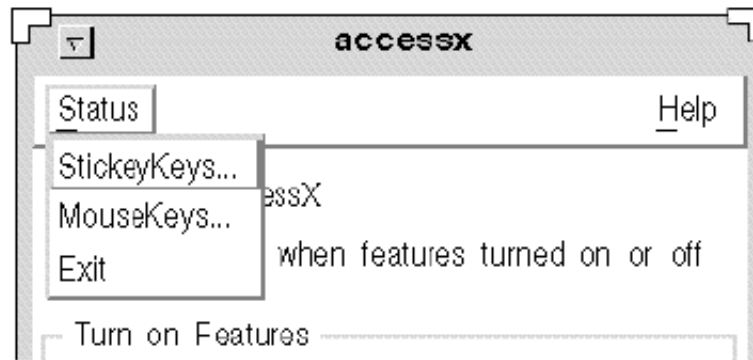 accessx
Status Help
StickeyKeys...
MouseKeys...
Exit
when features turned on or off
Turn on Features